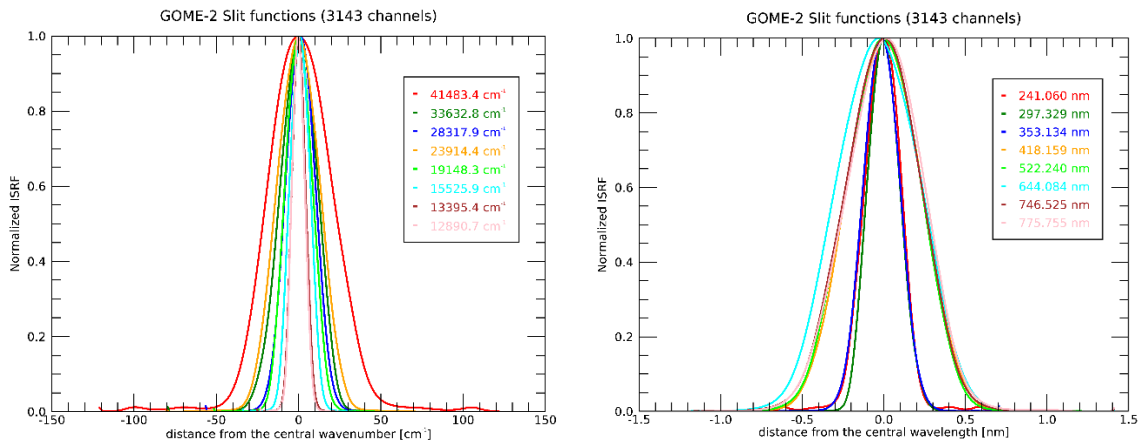 GOME-2 Slit functions (3143 channels)
1.0
0.8
0.6
0.4
0.2
0.0
Normalized ISRF
41483.4 cm⁻¹
33632.8 cm⁻¹
28317.9 cm⁻¹
23914.4 cm⁻¹
19148.3 cm⁻¹
15525.9 cm⁻¹
13395.4 cm⁻¹
12890.7 cm⁻¹
-150 -100 -50 0 50 100 150
distance from the central wavenumber [cm⁻¹]
GOME-2 Slit functions (3143 channels)
1.0
0.8
0.6
0.4
0.2
0.0
Normalized ISRF
241.060 nm
297.329 nm
353.134 nm
418.159 nm
522.240 nm
644.084 nm
746.525 nm
775.755 nm
-1.5 -1.0 -0.5 0.0 0.5 1.0 1.5
distance from the central wavelength [nm]